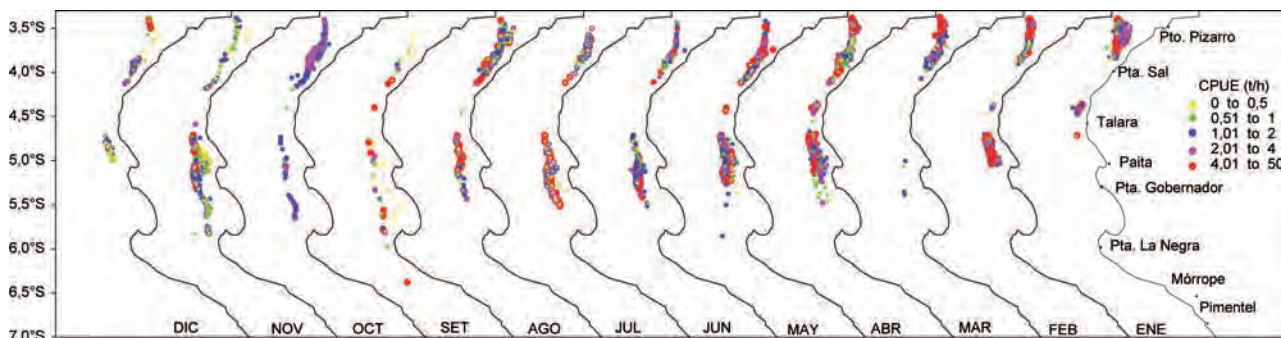 3,5°S
4,0°S
4,5°S
5,0°S
5,5°S
6,0°S
6,5°S
7,0°S
Pto. Pizarro
Pta. Sal
CPUE (t/h)
0 to 0,5
0,51 to 1
1,01 to 2
2,01 to 4
4,01 to 50
Talara
Paita
Pta. Gobernador
Pta. La Negra
Mórrope
Pimentel
DIC NOV OCT SET AGO JUL JUN MAY ABR MAR FEB ENE